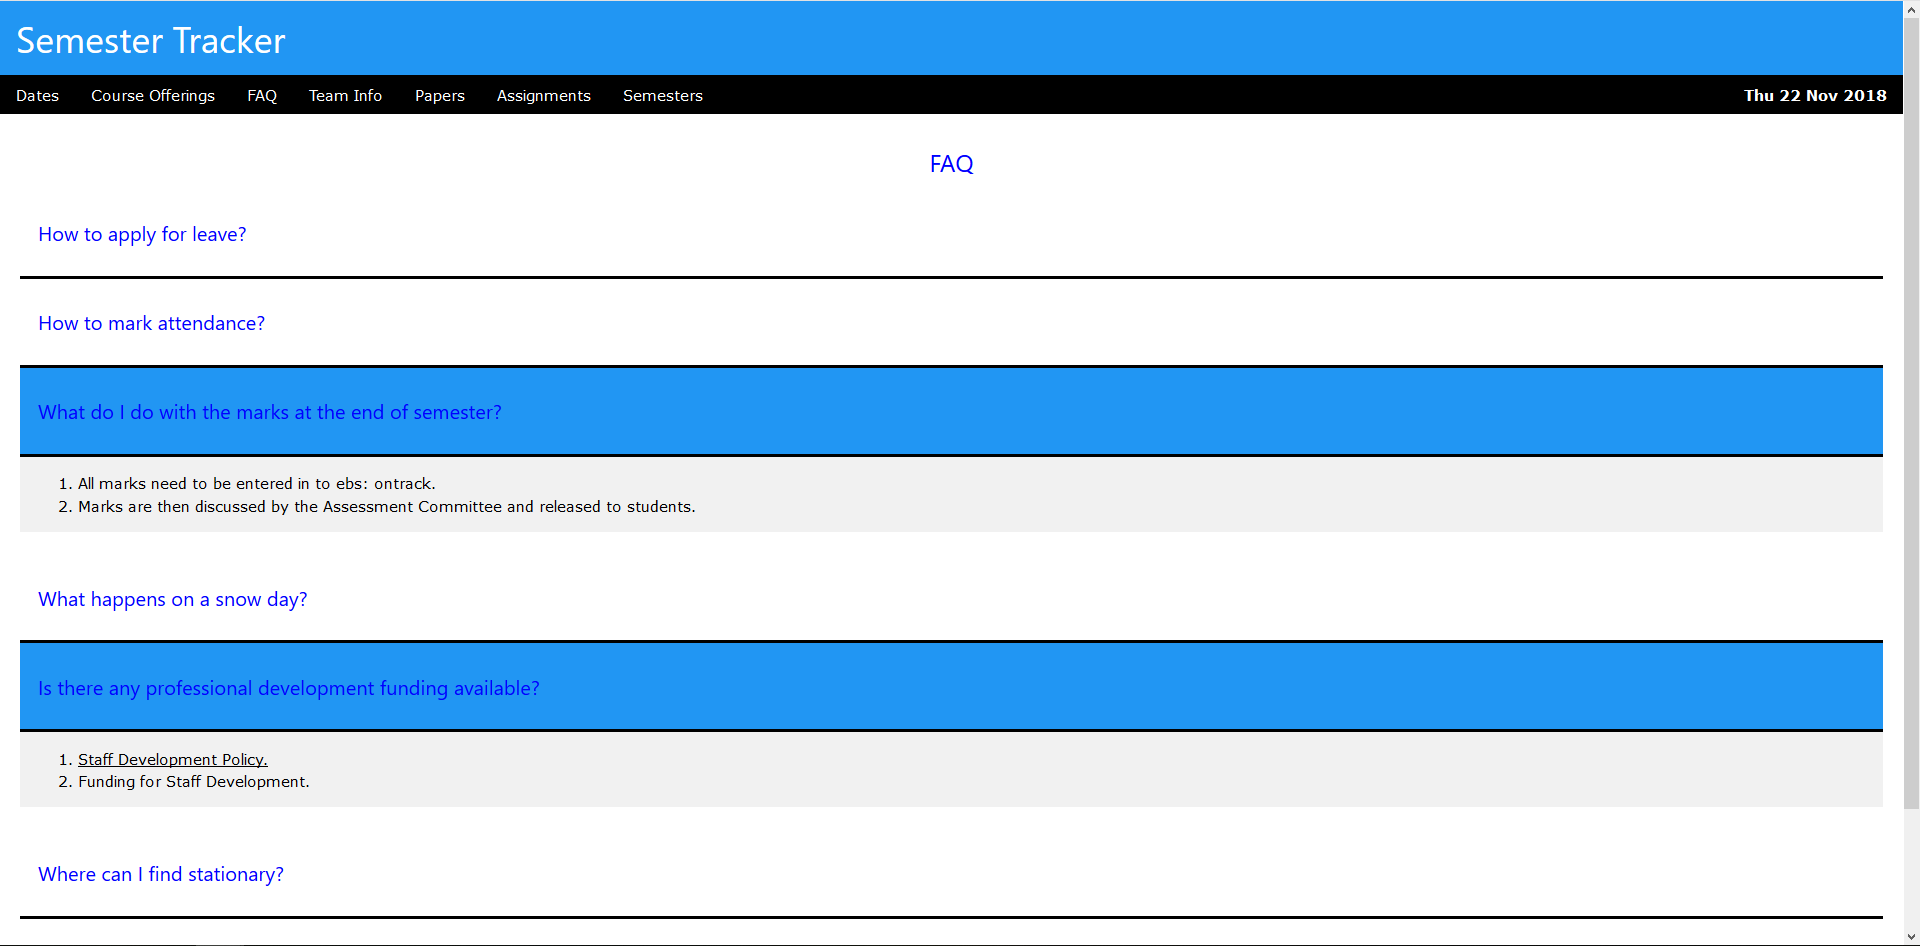 Semester Tracker
Dates Course Offerings FAQ Team Info Papers Assignments Semesters Thu 22 Nov 2018
FAQ
How to apply for leave?
How to mark attendance?
What do I do with the marks at the end of semester?
1. All marks need to be entered in to ebs: ontrack.
2. Marks are then discussed by the Assessment Committee and released to students.
What happens on a snow day?
Is there any professional development funding available?
1. Staff Development Policy.
2. Funding for Staff Development.
Where can I find stationary?